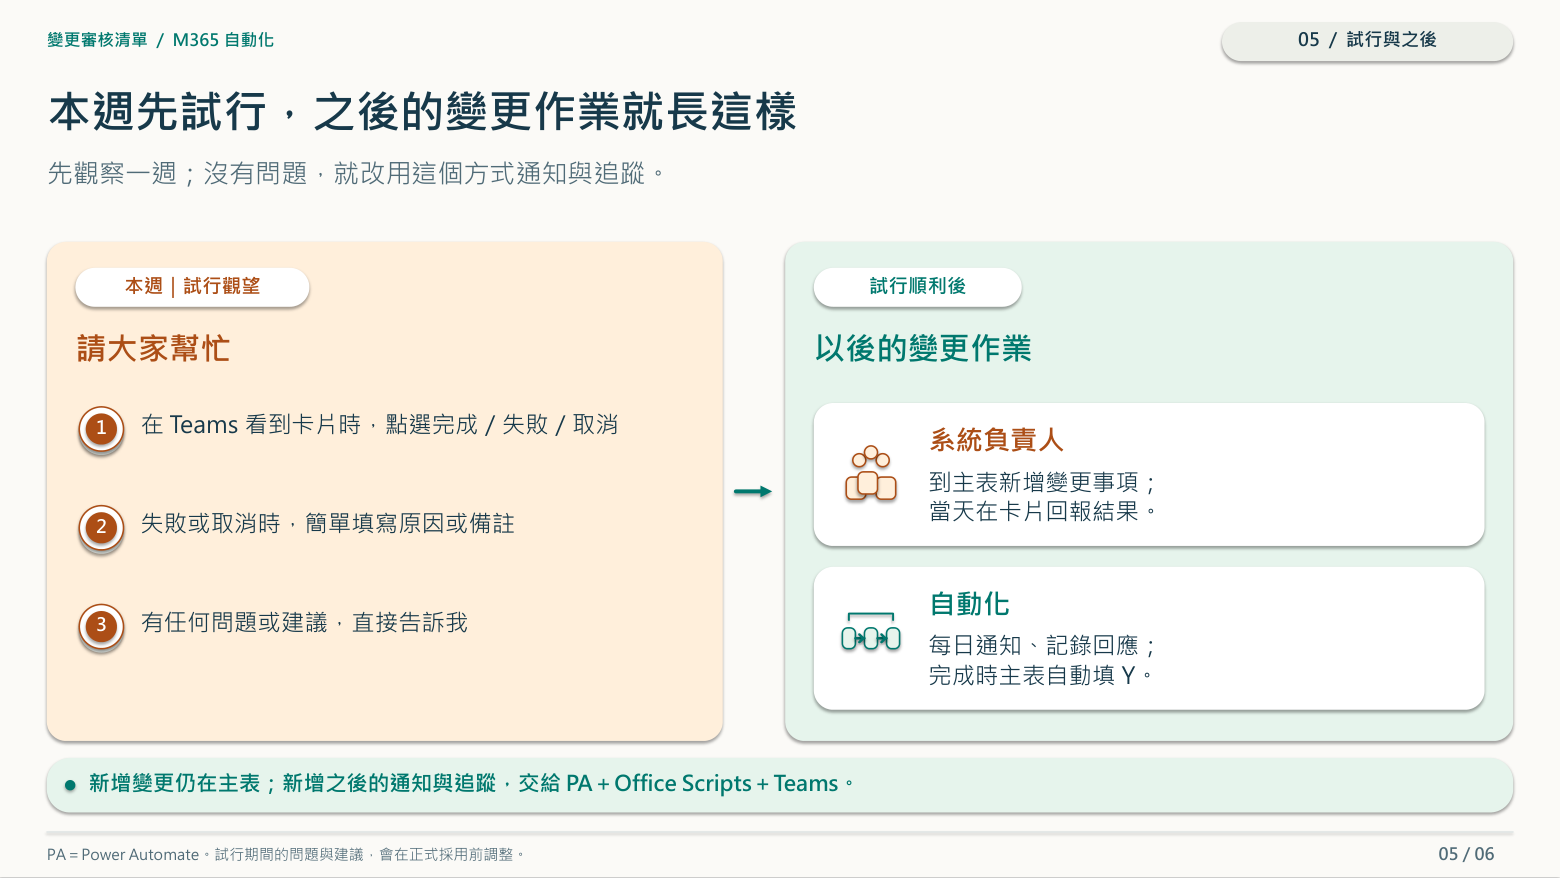 變更審核清單 / M365 自動化
05 / 試行與之後
本週先試行，之後的變更作業就長這樣
先觀察一週；沒有問題，就改用這個方式通知與追蹤。
本週｜試行觀望
請大家幫忙
1 在 Teams 看到卡片時，點選完成 / 失敗 / 取消
2 失敗或取消時，簡單填寫原因或備註
3 有任何問題或建議，直接告訴我
試行順利後
以後的變更作業
系統負責人
到主表新增變更事項；
當天在卡片回報結果。
自動化
每日通知、記錄回應；
完成時主表自動填 Y。
新增變更仍在主表；新增之後的通知與追蹤，交給 PA + Office Scripts + Teams。
PA = Power Automate。試行期間的問題與建議，會在正式採用前調整。
05 / 06